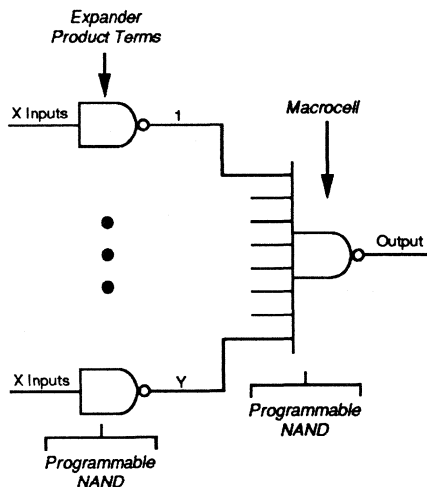 Expander
Product Terms
X Inputs
1
Macrocell
Output
X Inputs
Y
Programmable
NAND
Programmable
NAND